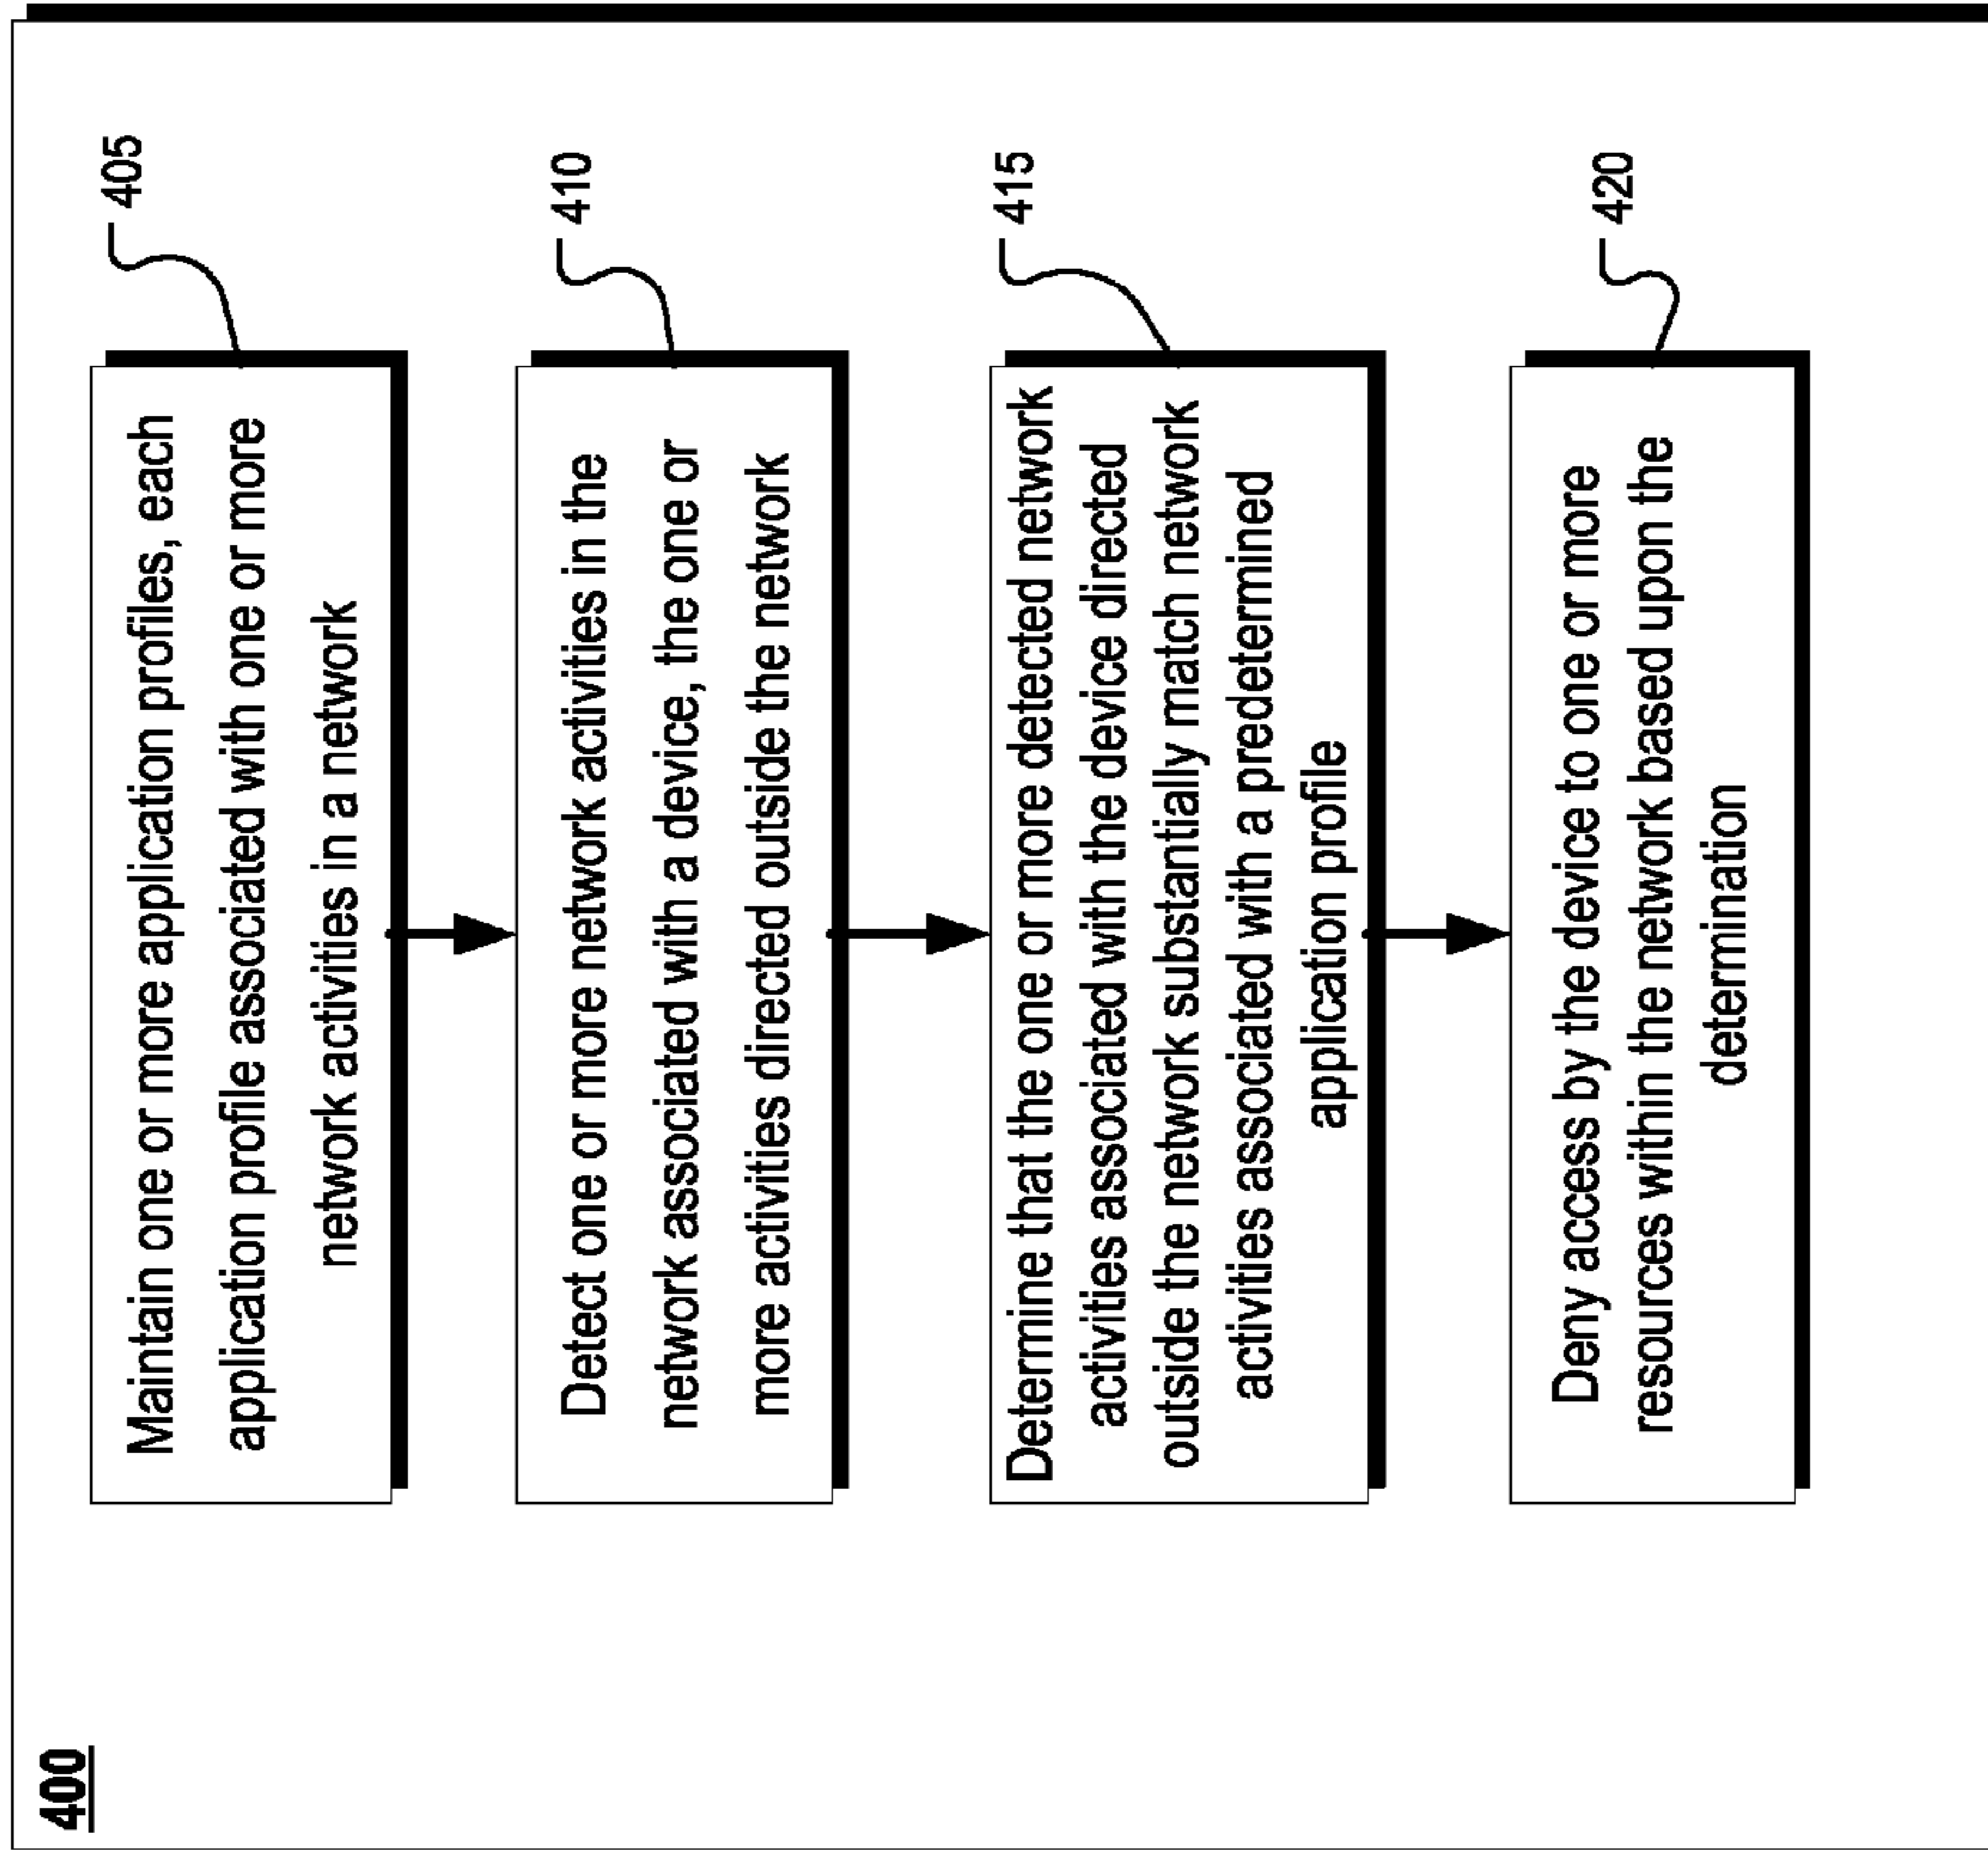 400
Maintain one or more application profiles, each
application profile associated with one or more
network activities in a network
405
Detect one or more network activities in the
network associated with a device, the one or
more activities directed outside the network
410
Determine that the one or more detected network
activities associated with the device directed
outside the network substantially match network
activities associated with a predetermined
application profile
415
Deny access by the device to one or more
resources within the network based upon the
determination
420